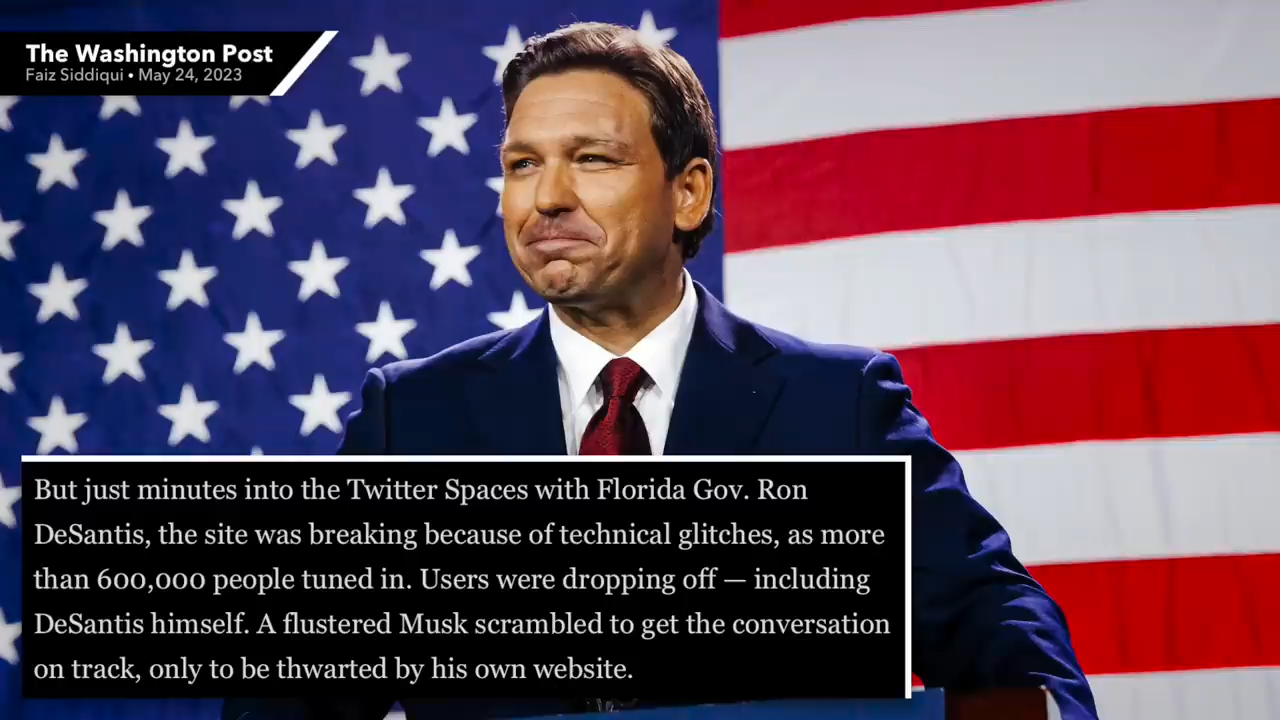 The Washington Post
Faiz Siddiqui • May 24, 2023
But just minutes into the Twitter Spaces with Florida Gov. Ron
DeSantis, the site was breaking because of technical glitches, as more
than 600,000 people tuned in. Users were dropping off — including
DeSantis himself. A flustered Musk scrambled to get the conversation
on track, only to be thwarted by his own website.